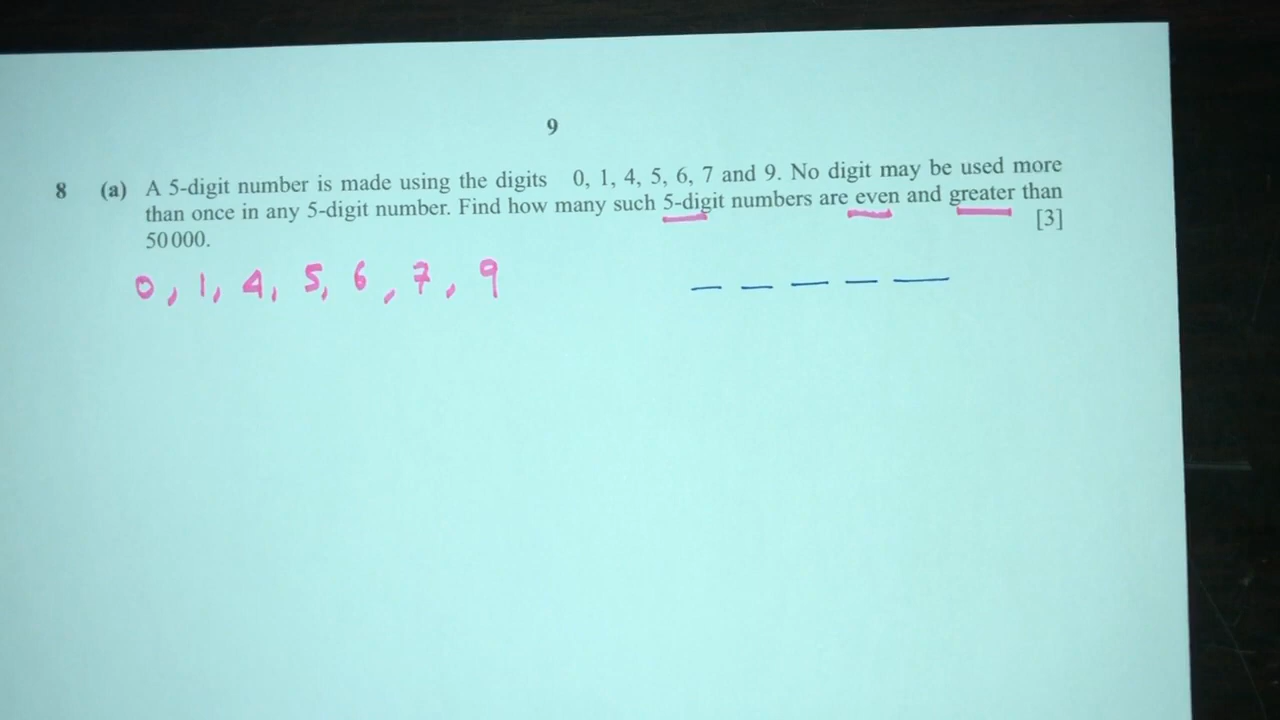 9
8 (a) A 5-digit number is made using the digits 0, 1, 4, 5, 6, 7 and 9. No digit may be used more
than once in any 5-digit number. Find how many such 5-digit numbers are even and greater than
50 000. [3]
0, 1, 4, 5, 6, 7, 9